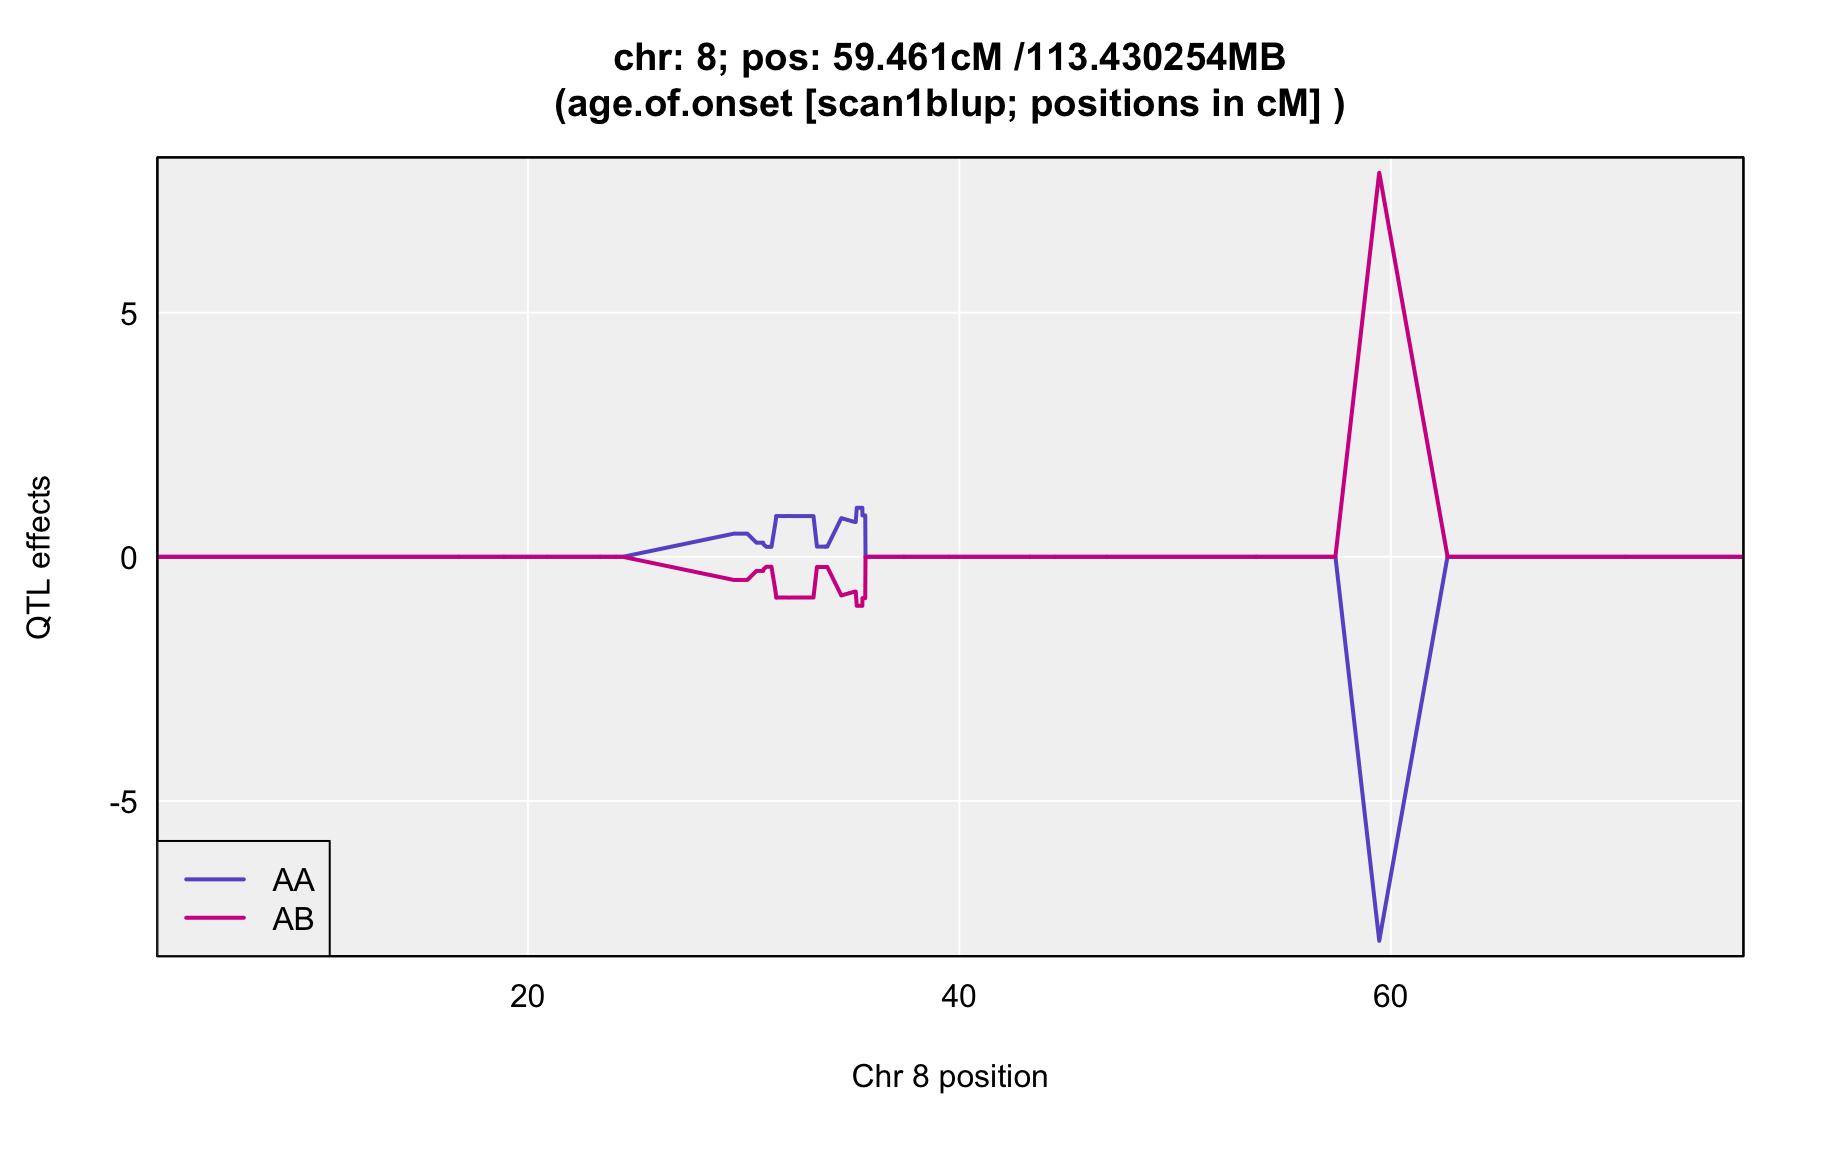 chr: 8; pos: 59.461cM /113.430254MB
(age.of.onset [scan1blup; positions in cM] )
QTL effects
5
0
-5
AA
AB
20 40 60
Chr 8 position